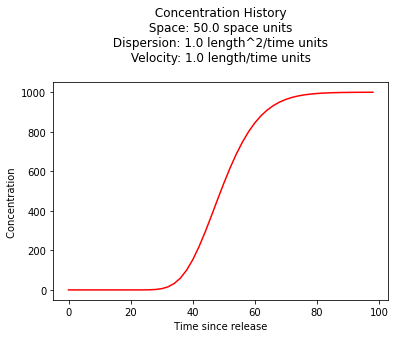 Concentration History
Space: 50.0 space units
Dispersion: 1.0 length^2/time units
Velocity: 1.0 length/time units
1000
800
600
400
200
0
Concentration
0 20 40 60 80 100
Time since release